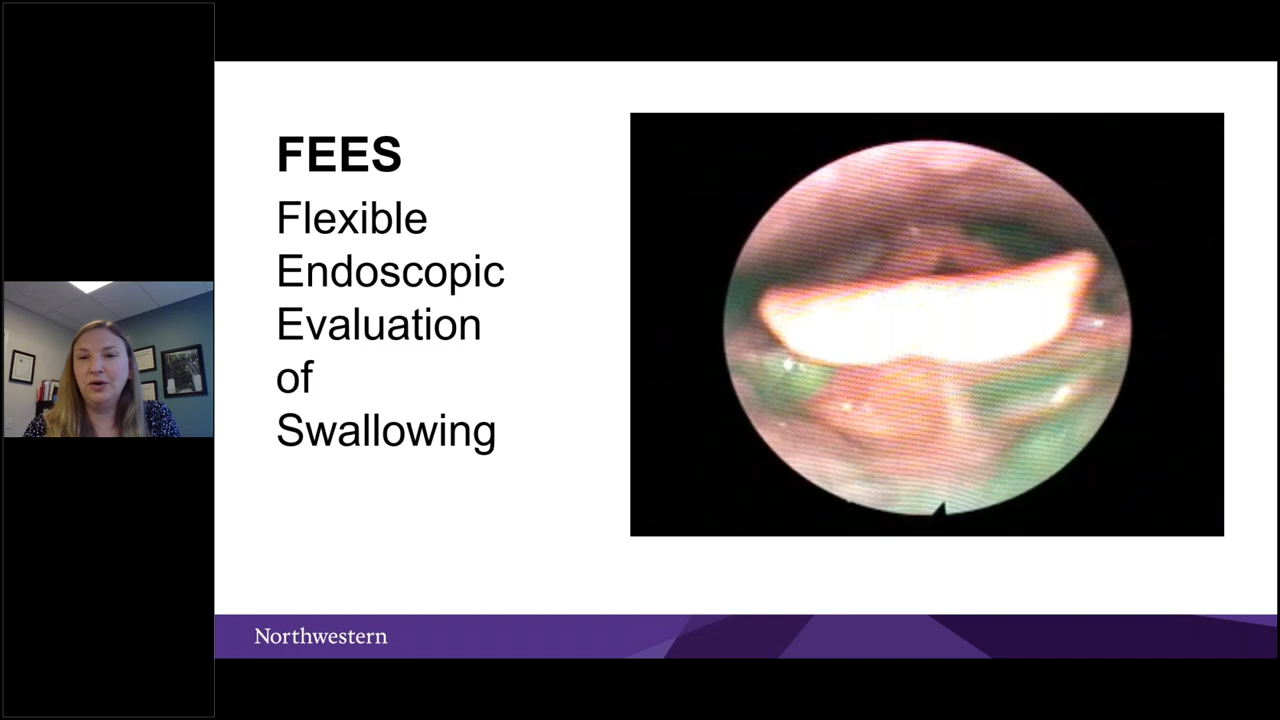 FEES
Flexible
Endoscopic
Evaluation
of
Swallowing
Northwestern